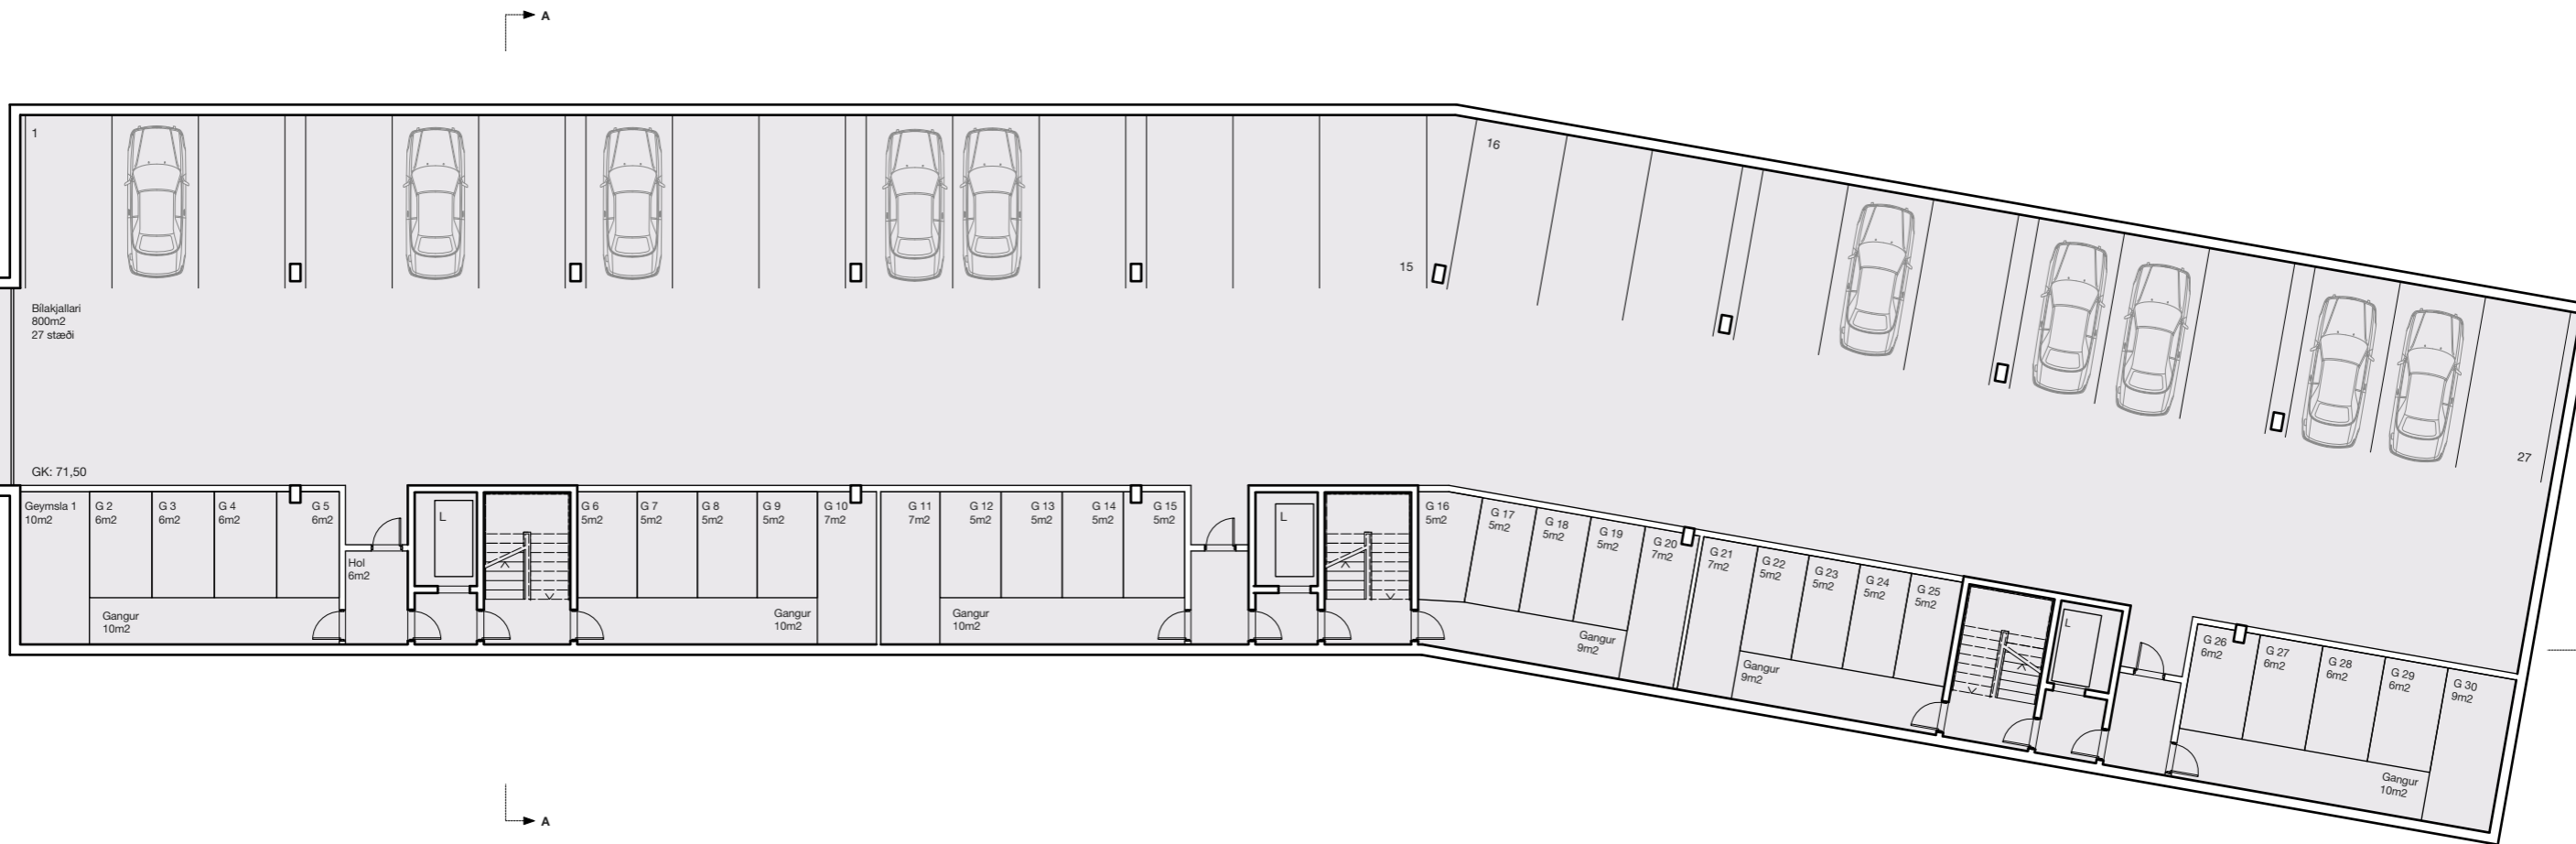 A
1
16
15
Bílakjallari
800m2
27 stæði
27
GK: 71,50
Geymsla 1
10m2
G 2
6m2
G 3
6m2
G 4
6m2
G 5
6m2
Hol
6m2
L
G 6
5m2
G 7
5m2
G 8
5m2
G 9
5m2
G 10
7m2
G 11
7m2
G 12
5m2
G 13
5m2
G 14
5m2
G 15
5m2
L
G 16
5m2
G 17
5m2
G 18
5m2
G 19
5m2
G 20
7m2
G 21
7m2
G 22
5m2
G 23
5m2
G 24
5m2
G 25
5m2
L
G 26
6m2
G 27
6m2
G 28
6m2
G 29
6m2
G 30
9m2
Gangur
10m2
Gangur
10m2
Gangur
10m2
Gangur
9m2
Gangur
9m2
Gangur
10m2
A